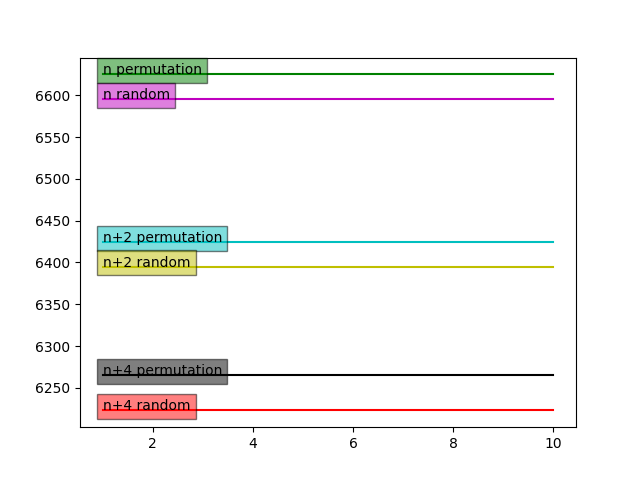 n permutation
6600
n random
6550
6500
6450
n+2 permutation
6400
n+2 random
6350
6300
n+4 permutation
6250
n+4 random
2 4 6 8 10